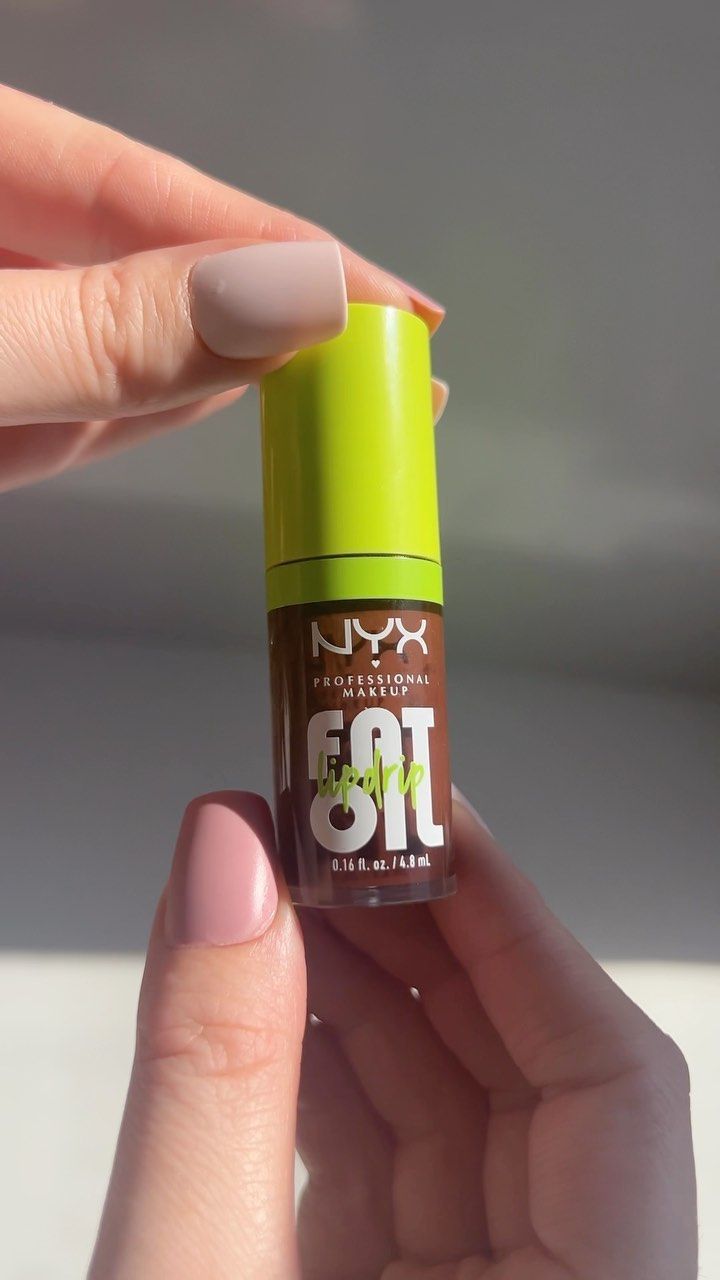 NYX
PROFESSIONAL
MAKEUP
FAT
lipdrip
OIL
0.16 fl. oz. / 4.8 mL